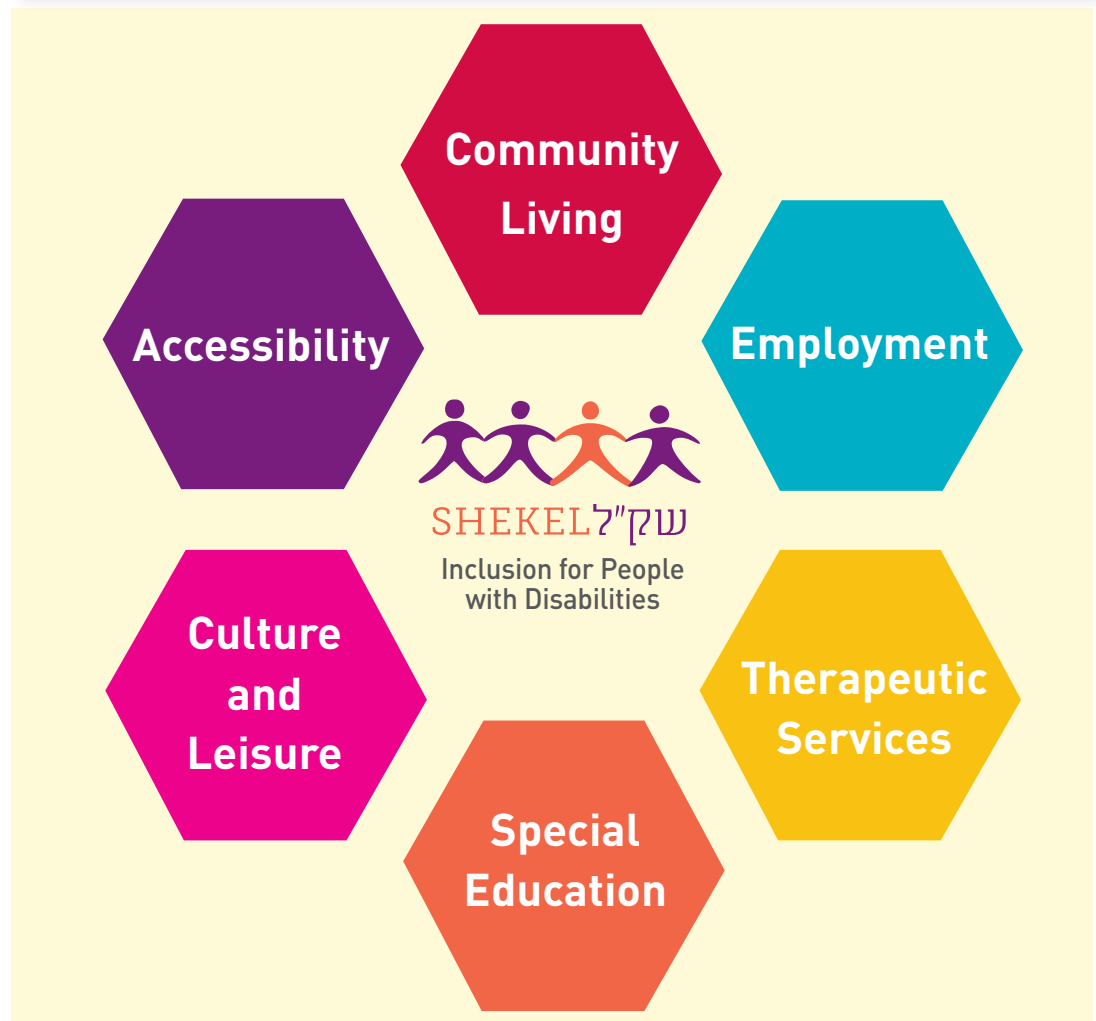 Community
Living
Accessibility
Employment
SHEKEL שק"ל
Inclusion for People
with Disabilities
Culture
and
Leisure
Therapeutic
Services
Special
Education